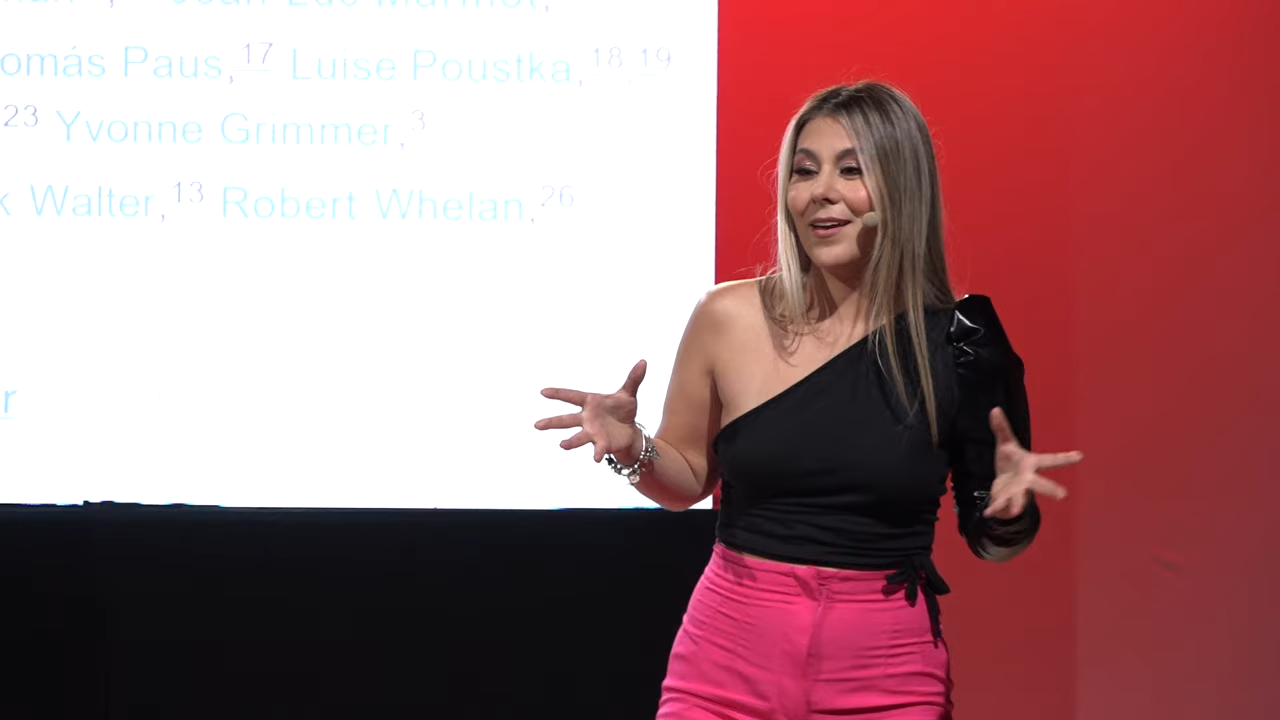 omás Paus,17 Luise Poustka,18,19
23 Yvonne Grimmer,3
k Walter,13 Robert Whelan,26
r